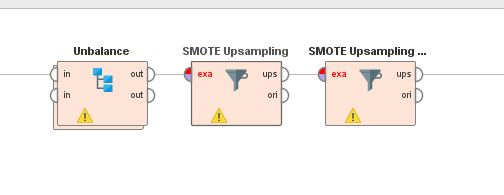 Unbalance
in out
in out
SMOTE Upsampling
exa ups
ori
SMOTE Upsampling ...
exa ups
ori